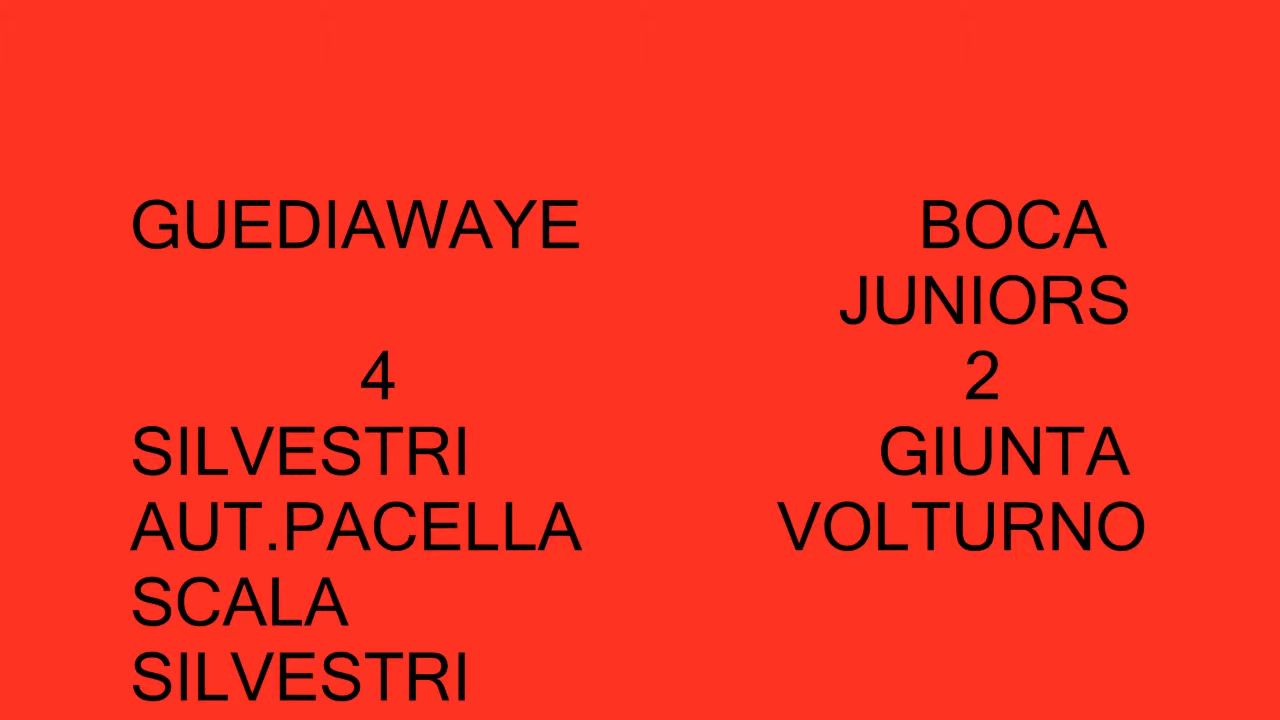 GUEDIAWAYE BOCA
JUNIORS
4 2
SILVESTRI GIUNTA
AUT.PACELLA VOLTURNO
SCALA
SILVESTRI